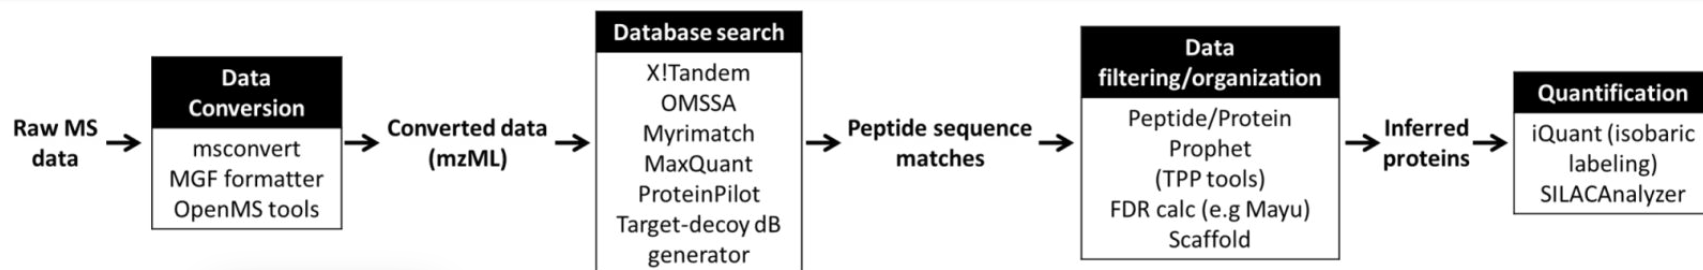 Raw MS
data
Data
Conversion
msconvert
MGF formatter
OpenMS tools
Converted data
(mzML)
Database search
X!Tandem
OMSSA
Myrimatch
MaxQuant
ProteinPilot
Target-decoy dB
generator
Peptide sequence
matches
Data
filtering/organization
Peptide/Protein
Prophet
(TPP tools)
FDR calc (e.g Mayu)
Scaffold
Inferred
proteins
Quantification
iQuant (isobaric
labeling)
SILACAnalyzer